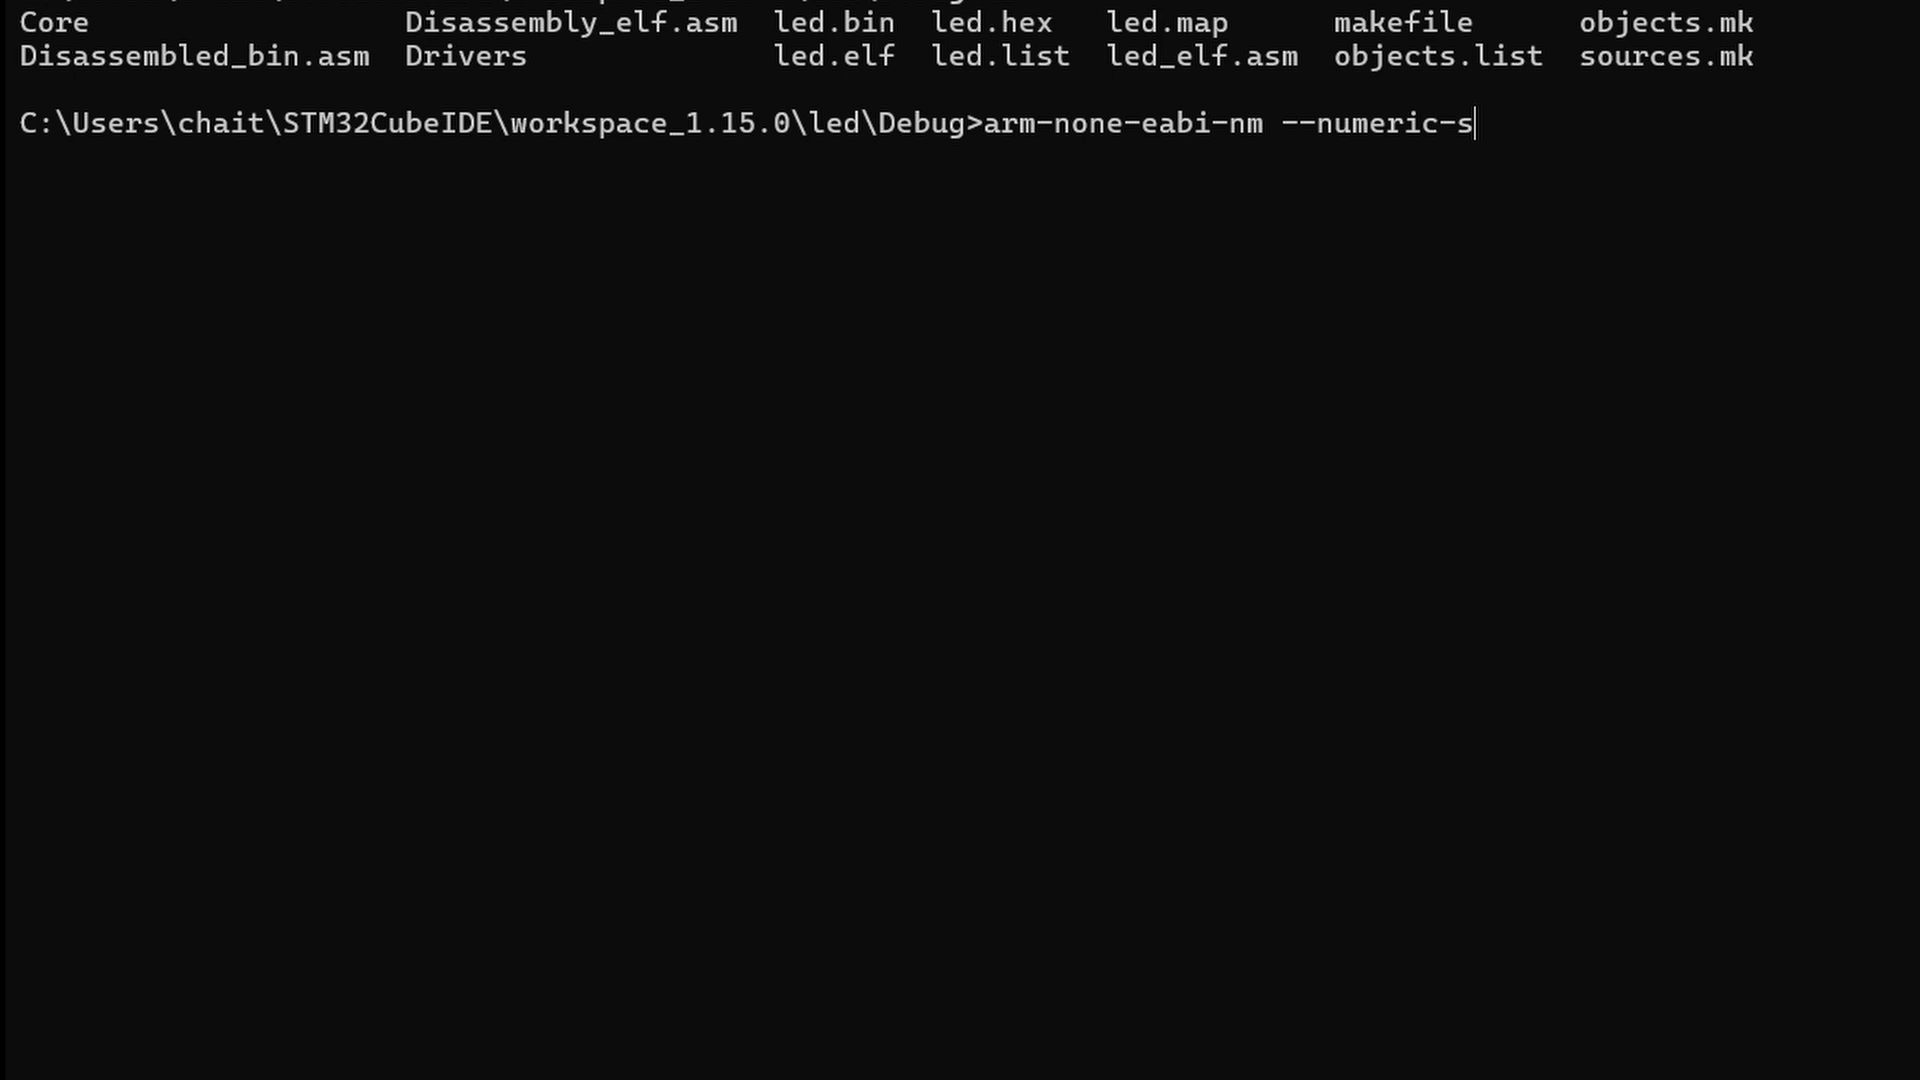 Core Disassembly_elf.asm led.bin led.hex led.map makefile objects.mk
Disassembled_bin.asm Drivers led.elf led.list led_elf.asm objects.list sources.mk
C:\Users\chait\STM32CubeIDE\workspace_1.15.0\led\Debug>arm-none-eabi-nm --numeric-s